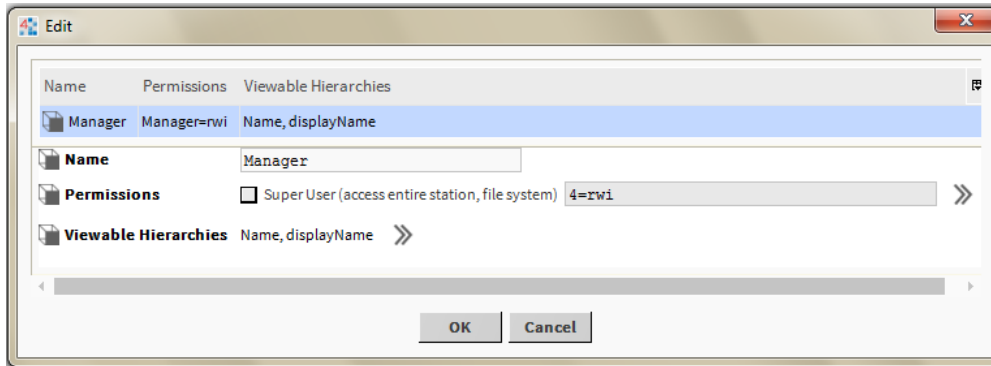 Edit
Name Permissions Viewable Hierarchies
Manager Manager=rwi Name, displayName
Name Manager
Permissions Super User (access entire station, file system) 4=rwi
Viewable Hierarchies Name, displayName
OK Cancel